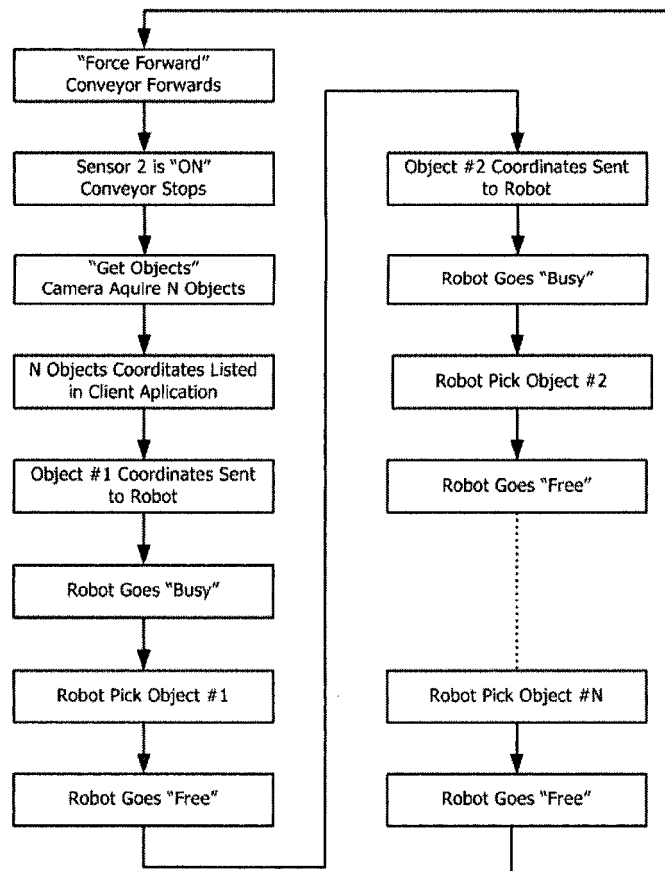 “Force Forward”
Conveyor Forwards
Sensor 2 is “ON”
Conveyor Stops
“Get Objects”
Camera Aquire N Objects
N Objects Coorditates Listed
in Client Aplication
Object #1 Coordinates Sent
to Robot
Robot Goes “Busy”
Robot Pick Object #1
Robot Goes “Free”
Object #2 Coordinates Sent
to Robot
Robot Goes “Busy”
Robot Pick Object #2
Robot Goes “Free”
Robot Pick Object #N
Robot Goes “Free”